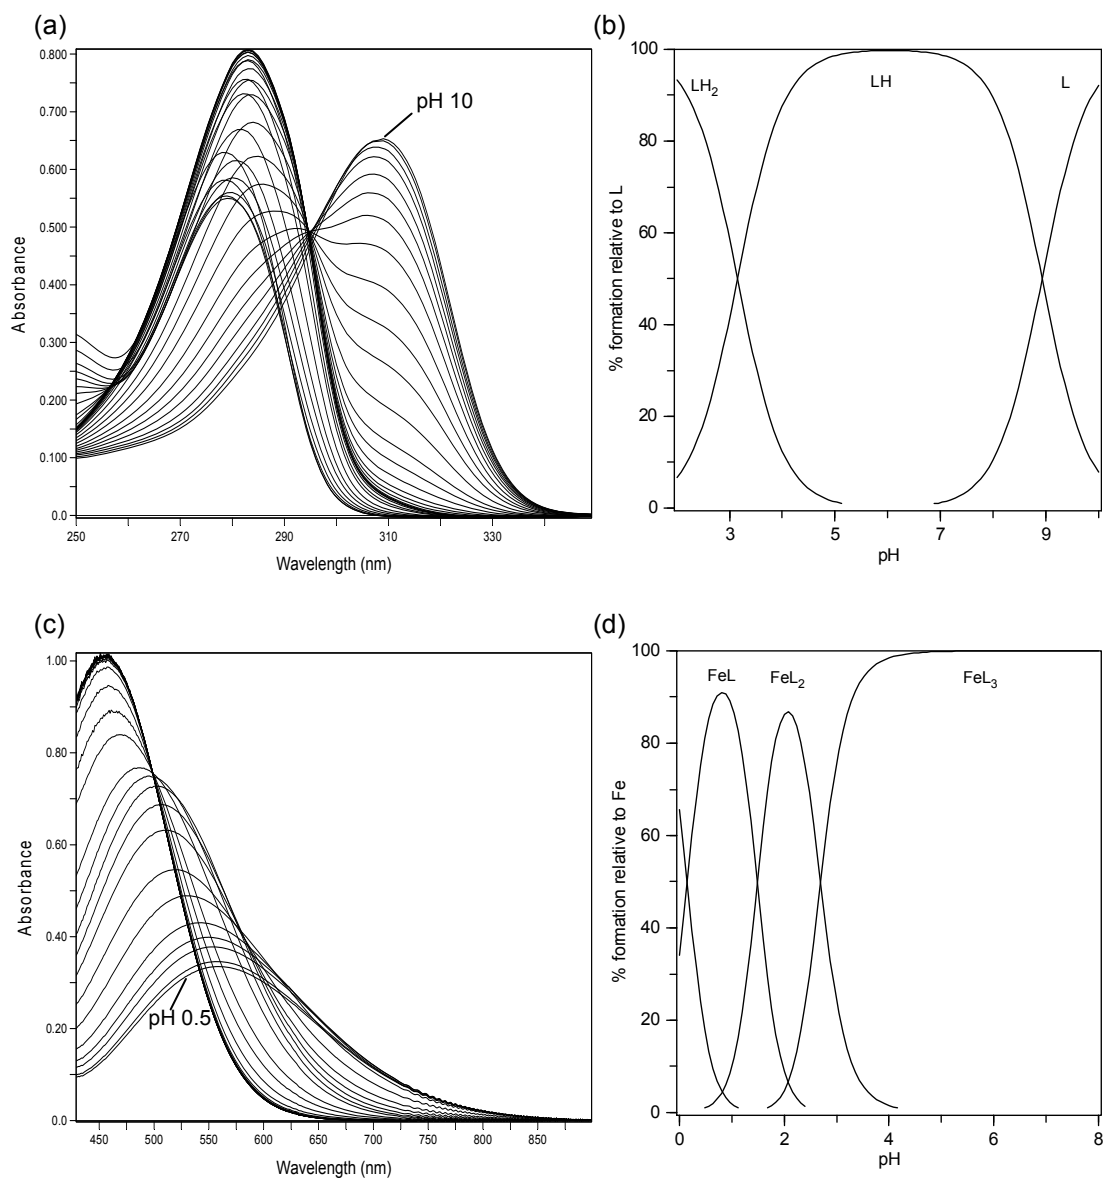 (a)
0.800
0.700
0.600
0.500
0.400
0.300
0.200
0.100
0.0
Absorbance
pH 10
250
270
290
310
330
Wavelength (nm)
(b)
100
80
60
40
20
0
% formation relative to L
LH2
LH
L
3
5
7
9
pH
(c)
1.00
0.80
0.60
0.40
0.20
0.0
Absorbance
pH 0.5
450
500
550
600
650
700
750
800
850
Wavelength (nm)
(d)
100
80
60
40
20
0
% formation relative to Fe
FeL
FeL2
FeL3
0
2
4
6
8
pH